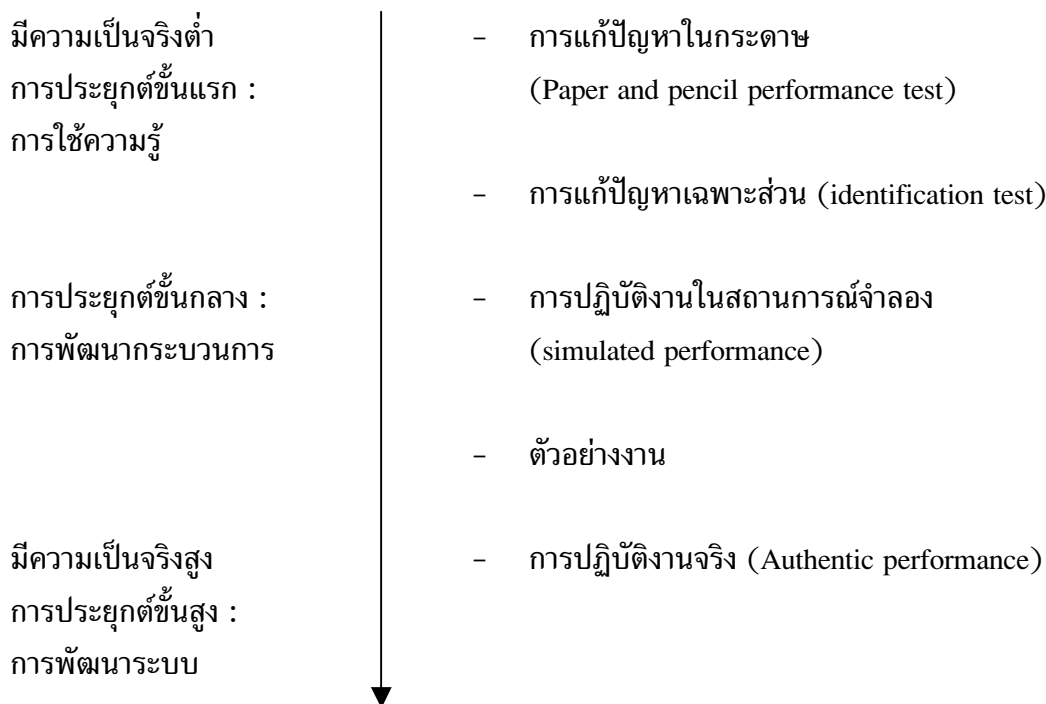 มีความเป็นจริงต่ำ
การประยุกต์ขั้นแรก :
การใช้ความรู้
- การแก้ปัญหาในกระดาษ
(Paper and pencil performance test)
- การแก้ปัญหาเฉพาะส่วน (identification test)
การประยุกต์ขั้นกลาง :
การพัฒนากระบวนการ
- การปฏิบัติงานในสถานการณ์จำลอง
(simulated performance)
- ตัวอย่างงาน
มีความเป็นจริงสูง
การประยุกต์ขั้นสูง :
การพัฒนาระบบ
- การปฏิบัติงานจริง (Authentic performance)